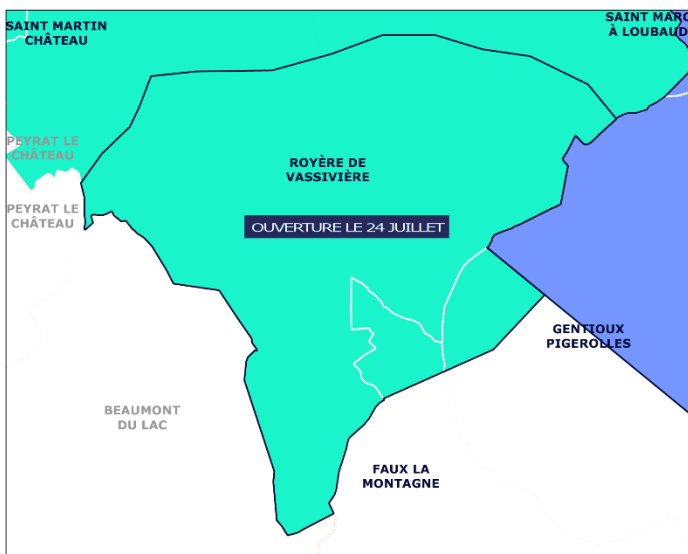 SAINT MARTIN
CHÂTEAU
SAINT MARC
À LOUBAUD
PEYRAT LE
CHÂTEAU
ROYÈRE DE
VASSIVIÈRE
PEYRAT LE
CHÂTEAU
OUVERTURE LE 24 JUILLET
GENTIOUX
PIGEROLLES
BEAUMONT
DU LAC
FAUX LA
MONTAGNE